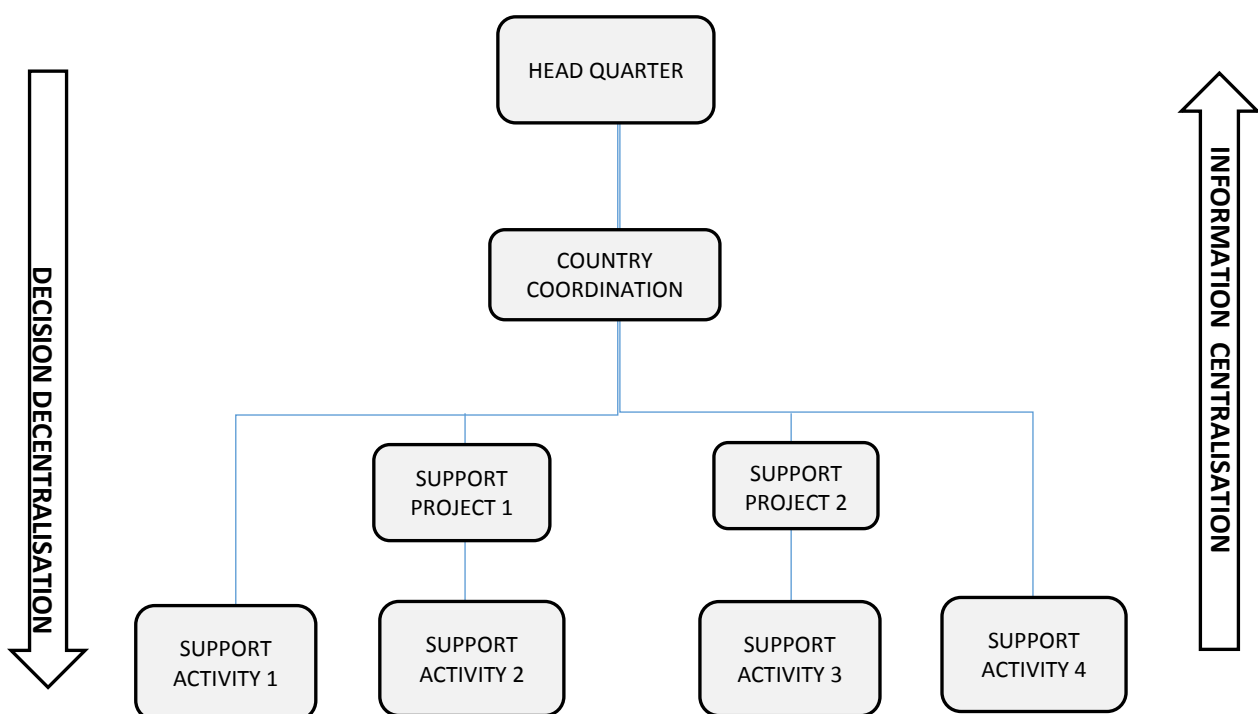 HEAD QUARTER
COUNTRY
COORDINATION
DECISION DECENTRALISATION
INFORMATION CENTRALISATION
SUPPORT
PROJECT 1
SUPPORT
PROJECT 2
SUPPORT
ACTIVITY 1
SUPPORT
ACTIVITY 2
SUPPORT
ACTIVITY 3
SUPPORT
ACTIVITY 4